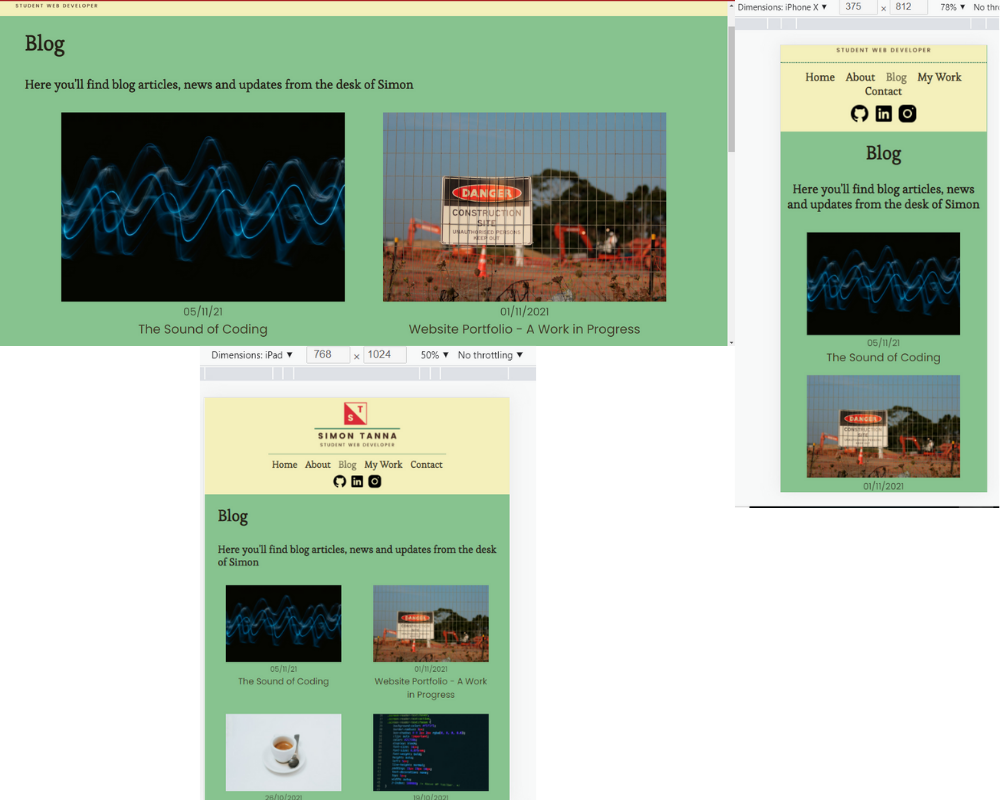 STUDENT WEB DEVELOPER
Blog
Here you'll find blog articles, news and updates from the desk of Simon
DANGER
CONSTRUCTION
SITE
UNAUTHORISED PERSONS
KEEP OUT
05/11/21
The Sound of Coding
01/11/2021
Website Portfolio - A Work in Progress
Dimensions: iPhone X ▼ 375 × 812 78% ▼ No thr
STUDENT WEB DEVELOPER
Home About Blog My Work
Contact
Blog
Here you'll find blog articles, news
and updates from the desk of Simon
05/11/21
The Sound of Coding
DANGER
CONSTRUCTION
SITE
01/11/2021
Dimensions: iPad ▼ 768 × 1024 50% ▼ No throttling ▼
S T
SIMON TANNA
STUDENT WEB DEVELOPER
Home About Blog My Work Contact
Blog
Here you'll find blog articles, news and updates from the desk
of Simon
DANGER
05/11/21
The Sound of Coding
01/11/2021
Website Portfolio - A Work
in Progress
26/10/2021
19/10/2021